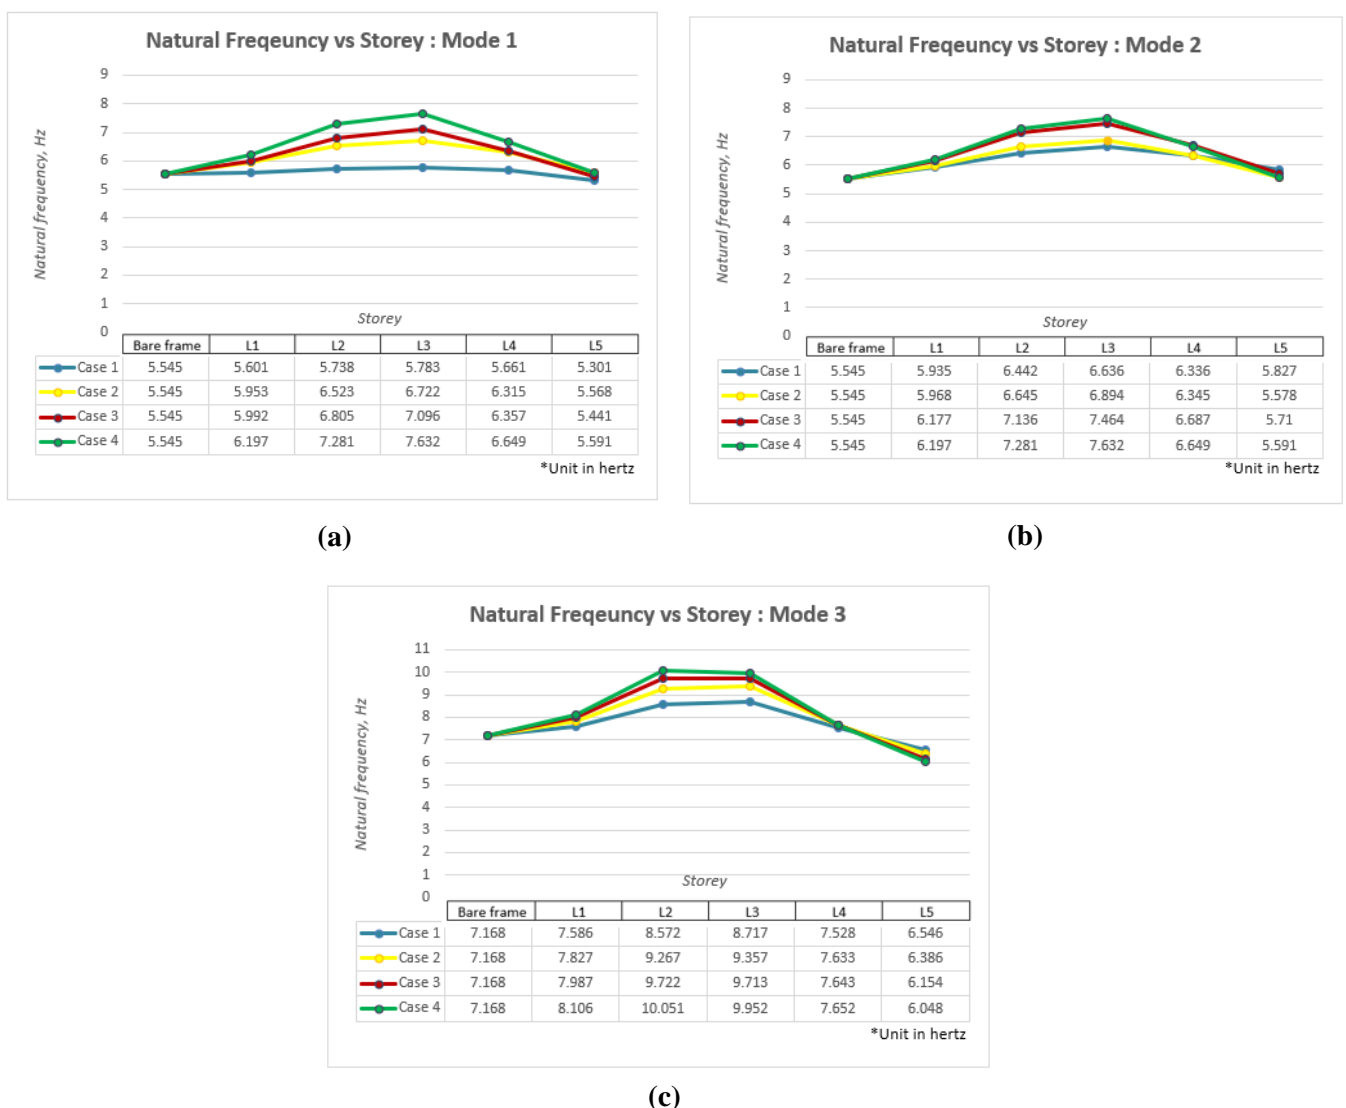 Natural Freqeuncy vs Storey : Mode 1
9
8
7
6
5
4
3
2
1
0
Natural frequency, Hz
Storey
Bare frame L1 L2 L3 L4 L5
Case 1 5.545 5.601 5.738 5.783 5.661 5.301
Case 2 5.545 5.953 6.523 6.722 6.315 5.568
Case 3 5.545 5.992 6.805 7.096 6.357 5.441
Case 4 5.545 6.197 7.281 7.632 6.649 5.591
*Unit in hertz
(a)
Natural Freqeuncy vs Storey : Mode 2
9
8
7
6
5
4
3
2
1
0
Natural frequency, Hz
Storey
Bare frame L1 L2 L3 L4 L5
Case 1 5.545 5.935 6.442 6.636 6.336 5.827
Case 2 5.545 5.968 6.645 6.894 6.345 5.578
Case 3 5.545 6.177 7.136 7.464 6.687 5.71
Case 4 5.545 6.197 7.281 7.632 6.649 5.591
*Unit in hertz
(b)
Natural Freqeuncy vs Storey : Mode 3
11
10
9
8
7
6
5
4
3
2
1
0
Natural frequency, Hz
Storey
Bare frame L1 L2 L3 L4 L5
Case 1 7.168 7.586 8.572 8.717 7.528 6.546
Case 2 7.168 7.827 9.267 9.357 7.633 6.386
Case 3 7.168 7.987 9.722 9.713 7.643 6.154
Case 4 7.168 8.106 10.051 9.952 7.652 6.048
*Unit in hertz
(c)